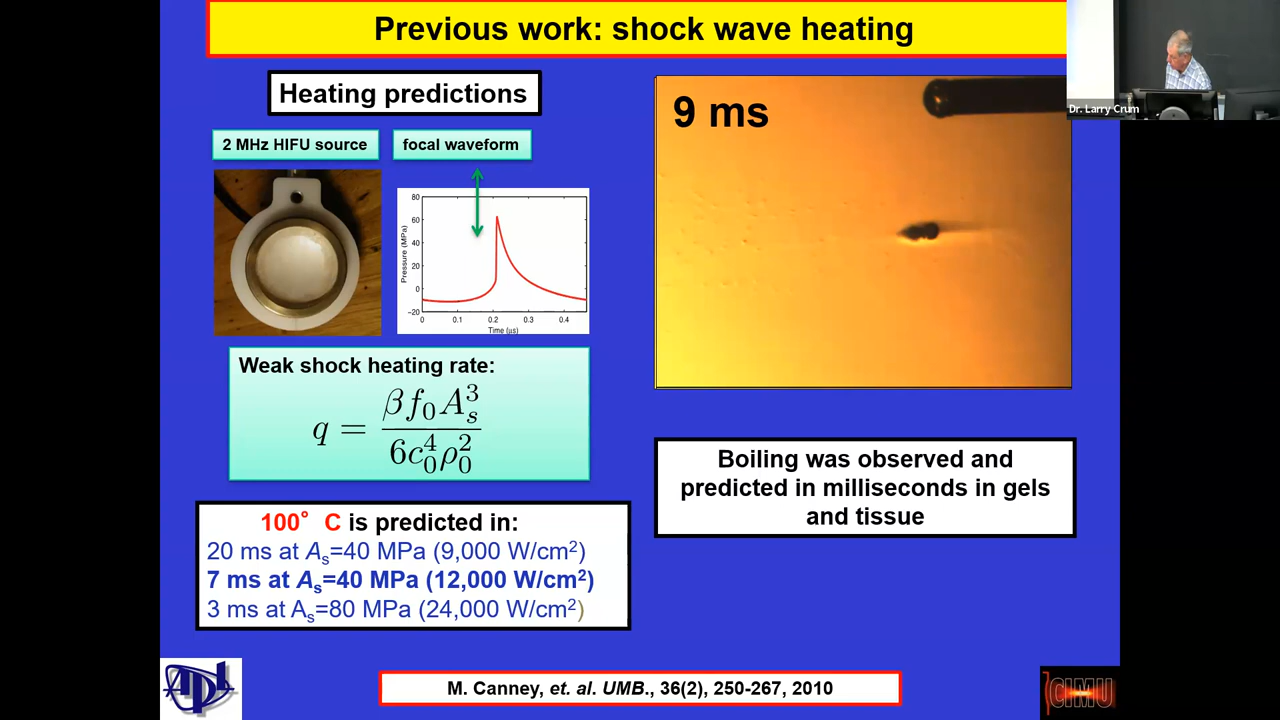 Previous work: shock wave heating
Dr. Larry Crum
Heating predictions
2 MHz HIFU source
focal waveform
80
60
40
20
0
−20
Pressure (MPa)
0 0.1 0.2 0.3 0.4
Time (µs)
Weak shock heating rate:
q = βf₀Aₛ³ / 6c₀⁴ρ₀²
100° C is predicted in:
20 ms at Aₛ=40 MPa (9,000 W/cm²)
7 ms at Aₛ=40 MPa (12,000 W/cm²)
3 ms at Aₛ=80 MPa (24,000 W/cm²)
9 ms
Boiling was observed and
predicted in milliseconds in gels
and tissue
APL
M. Canney, et. al. UMB., 36(2), 250-267, 2010
CIMU